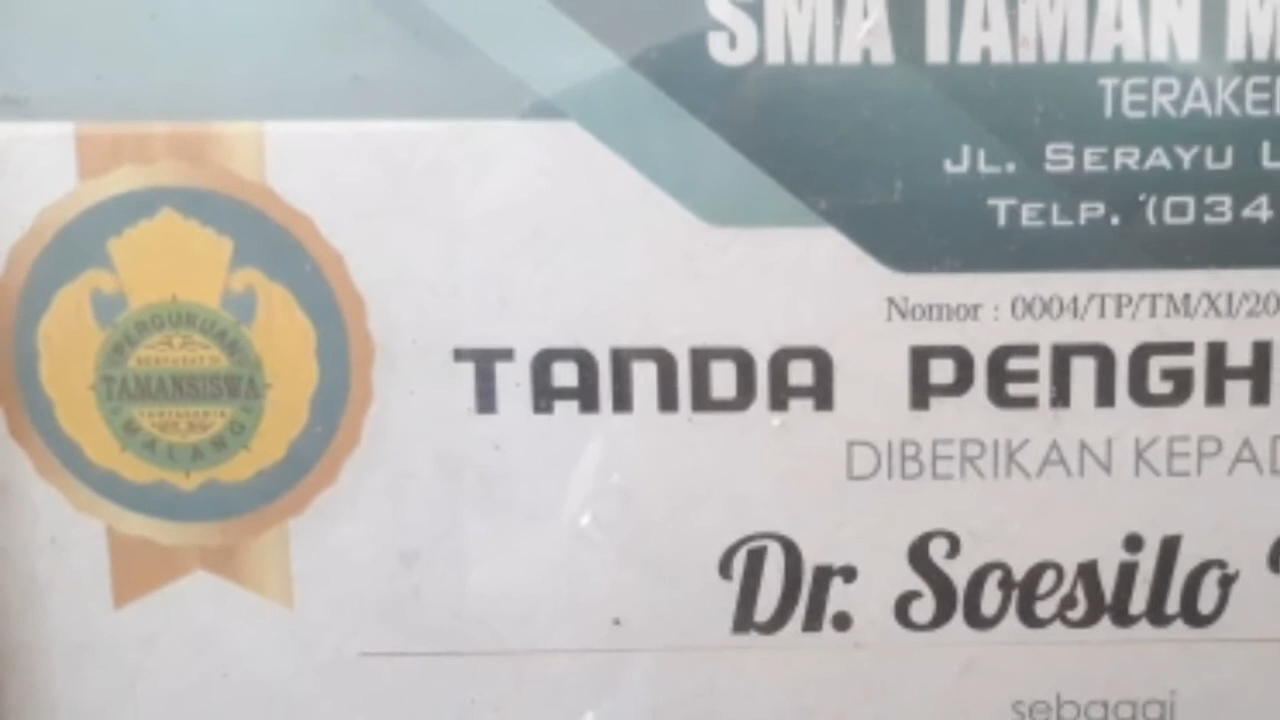 SMA TAMAN M
TERAKE
JL. SERAYU L
TELP. (034
Nomor : 0004/TP/TM/XI/20
TANDA PENGH
DIBERIKAN KEPAD
Dr. Soesilo
sebagai
PERGURUAN
TAMANSISWA
MALANG